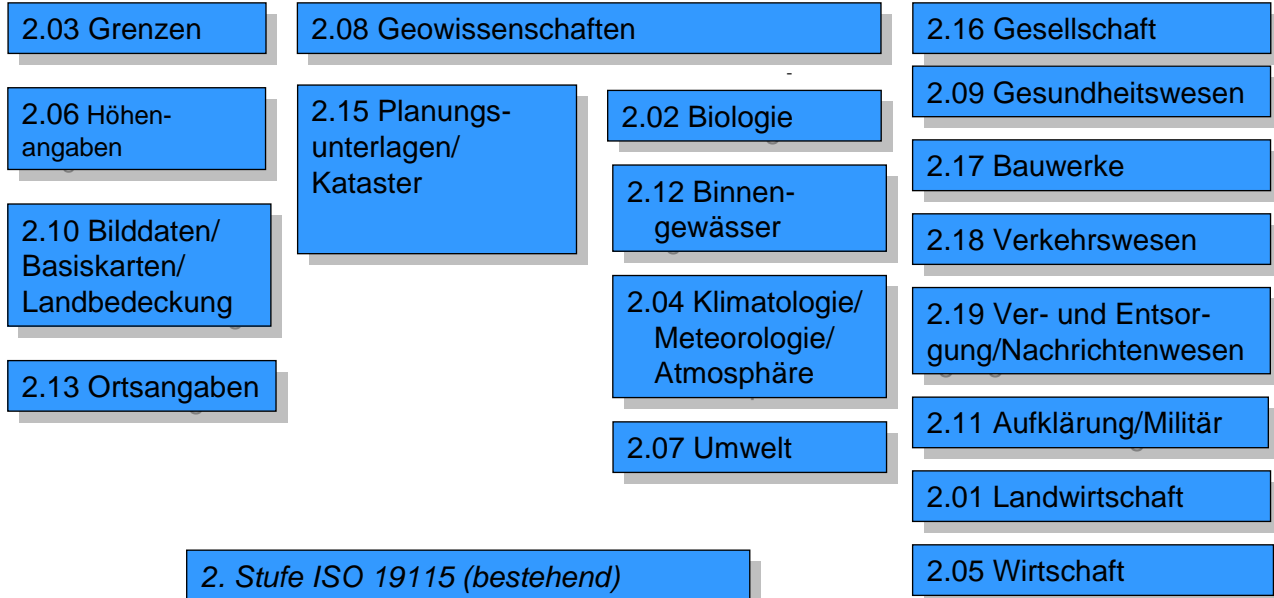 2.03 Grenzen
2.06 Höhen-
angaben
2.10 Bilddaten/
Basiskarten/
Landbedeckung
2.13 Ortsangaben
2.08 Geowissenschaften
2.15 Planungs-
unterlagen/
Kataster
2.02 Biologie
2.12 Binnen-
gewässer
2.04 Klimatologie/
Meteorologie/
Atmosphäre
2.07 Umwelt
2.16 Gesellschaft
2.09 Gesundheitswesen
2.17 Bauwerke
2.18 Verkehrswesen
2.19 Ver- und Entsor-
gung/Nachrichtenwesen
2.11 Aufklärung/Militär
2.01 Landwirtschaft
2.05 Wirtschaft
2. Stufe ISO 19115 (bestehend)